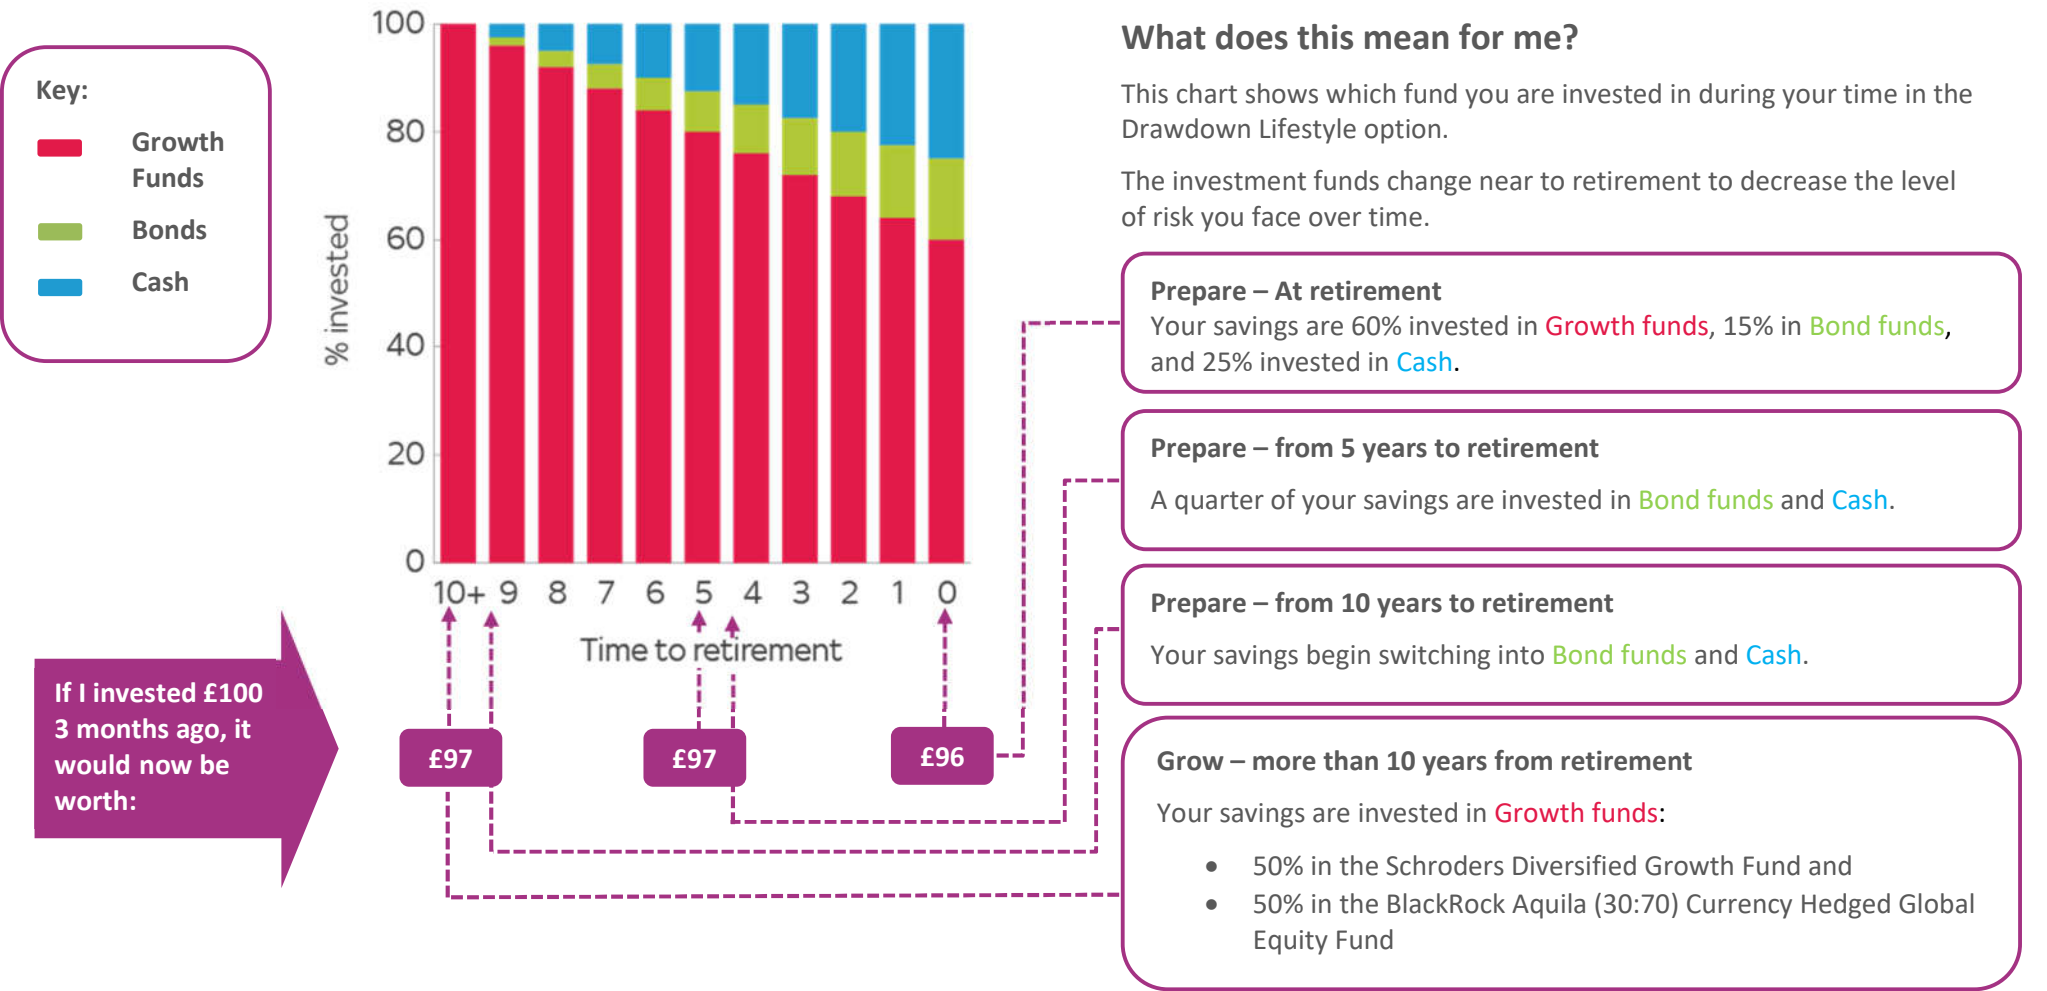 Key:
Growth
Funds
Bonds
Cash
% invested
100
80
60
40
20
0
10+ 9 8 7 6 5 4 3 2 1 0
Time to retirement
If I invested £100
3 months ago, it
would now be
worth:
£97
£97
£96
What does this mean for me?
This chart shows which fund you are invested in during your time in the
Drawdown Lifestyle option.
The investment funds change near to retirement to decrease the level
of risk you face over time.
Prepare – At retirement
Your savings are 60% invested in Growth funds, 15% in Bond funds,
and 25% invested in Cash.
Prepare – from 5 years to retirement
A quarter of your savings are invested in Bond funds and Cash.
Prepare – from 10 years to retirement
Your savings begin switching into Bond funds and Cash.
Grow – more than 10 years from retirement
Your savings are invested in Growth funds:
• 50% in the Schroders Diversified Growth Fund and
• 50% in the BlackRock Aquila (30:70) Currency Hedged Global
Equity Fund